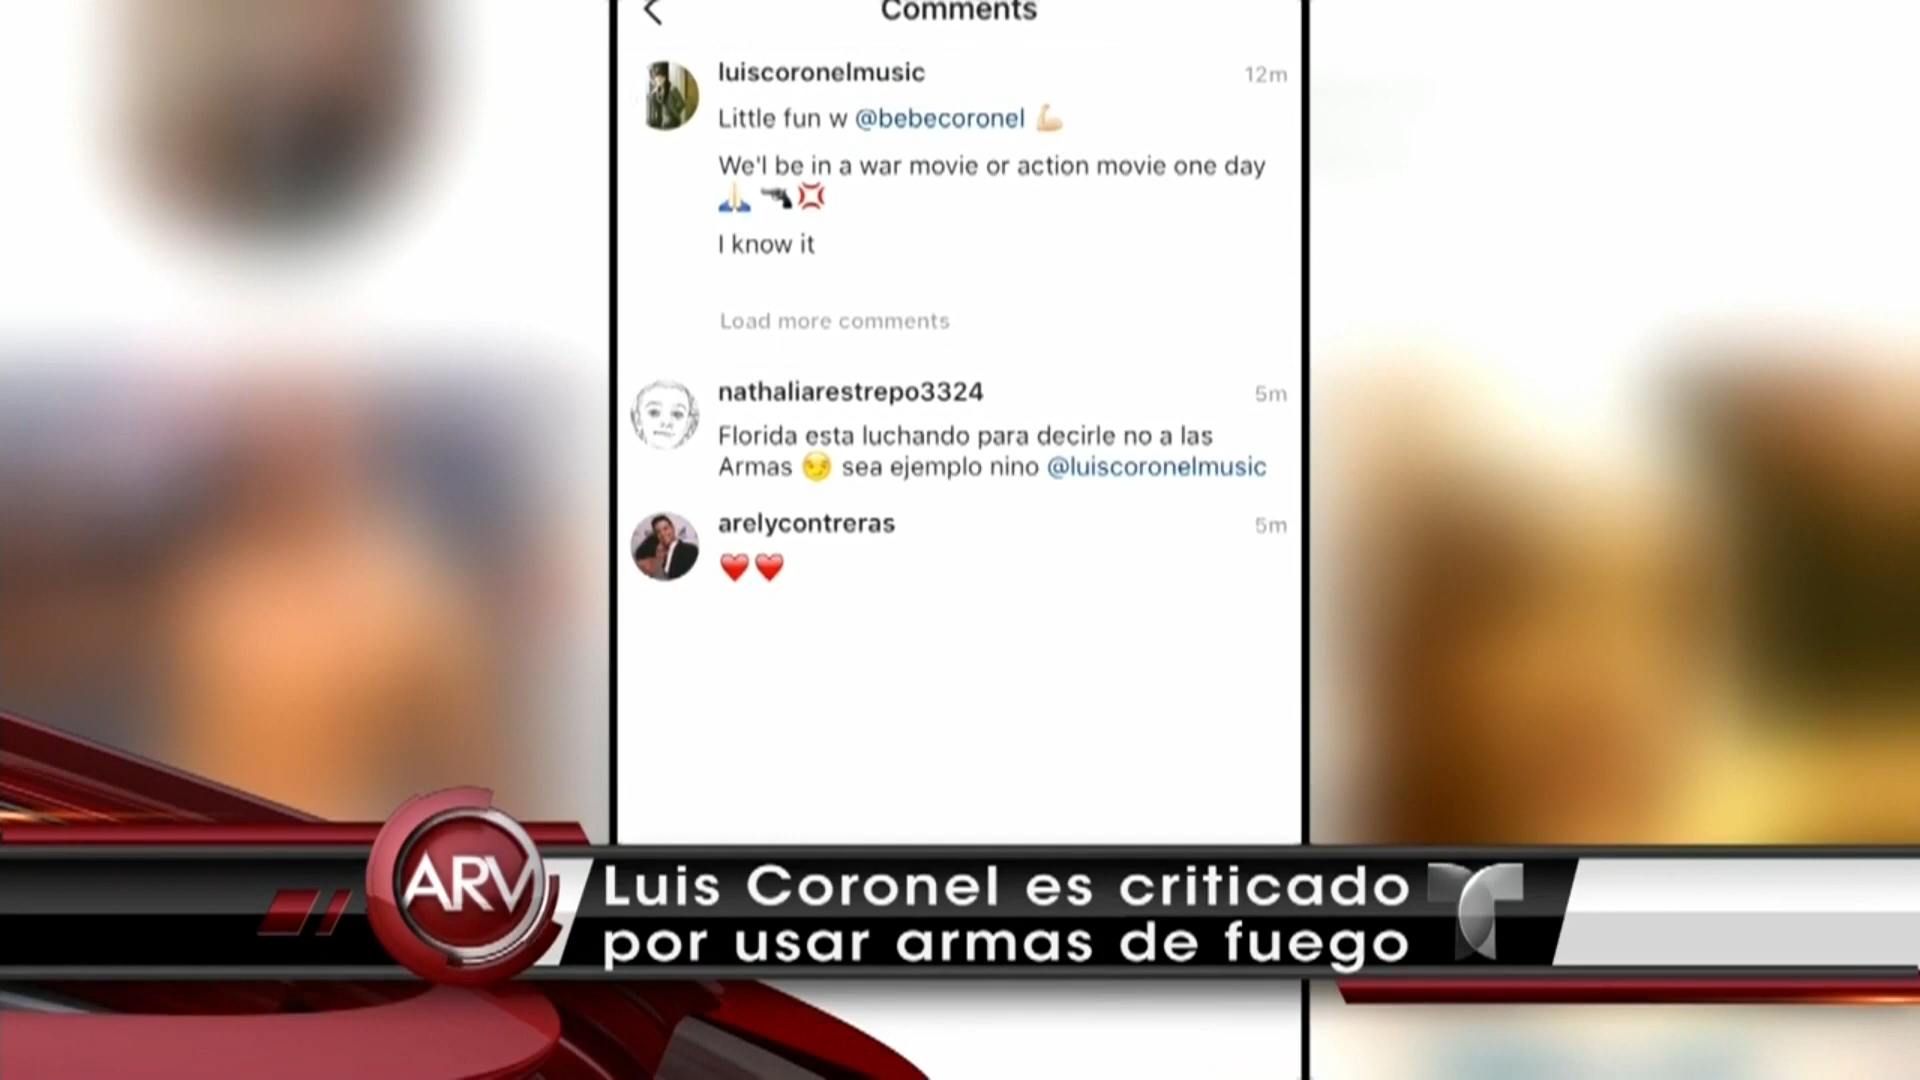 Comments
luiscoronelmusic 12m
Little fun w @bebecoronel 💪🏻
We'l be in a war movie or action movie one day
🙏🏻 🔫💢
I know it
Load more comments
nathaliarestrepo3324 5m
Florida esta luchando para decirle no a las
Armas 😏 sea ejemplo nino @luiscoronelmusic
arelycontreras 5m
❤️❤️
ARV
Luis Coronel es criticado
por usar armas de fuego